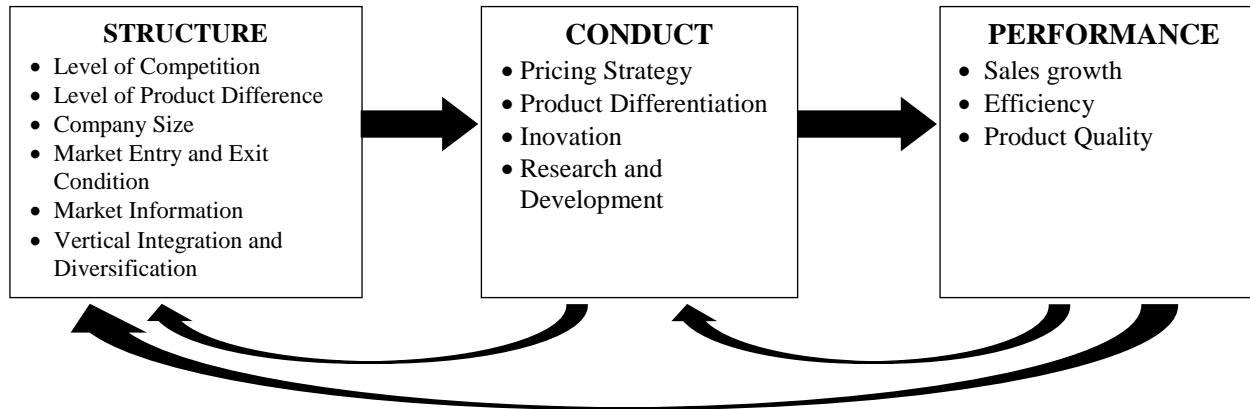 STRUCTURE
• Level of Competition
• Level of Product Difference
• Company Size
• Market Entry and Exit
Condition
• Market Information
• Vertical Integration and
Diversification
CONDUCT
• Pricing Strategy
• Product Differentiation
• Inovation
• Research and
Development
PERFORMANCE
• Sales growth
• Efficiency
• Product Quality